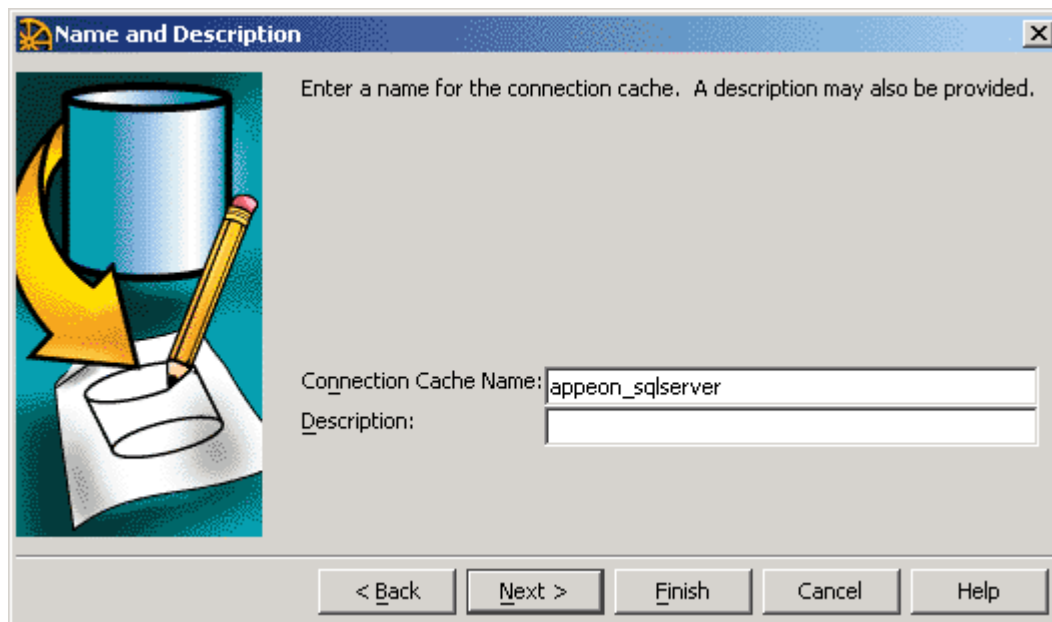 Name and Description
Enter a name for the connection cache. A description may also be provided.
Connection Cache Name: appeon_sqlserver
Description:
< Back Next > Finish Cancel Help